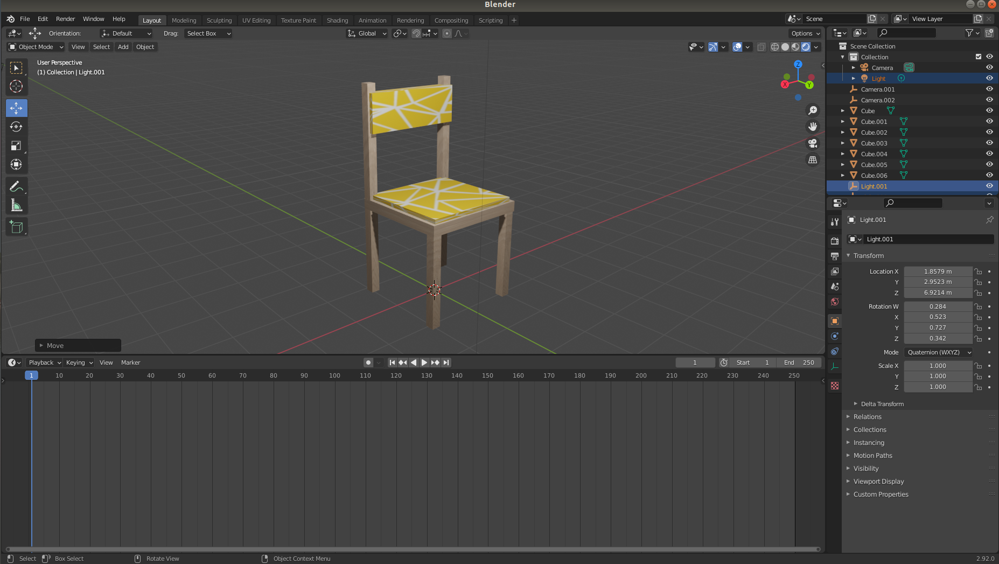 Blender
File Edit Render Window Help Layout Modeling Sculpting UV Editing Texture Paint Shading Animation Rendering Compositing Scripting + Scene View Layer
Orientation: Default Drag: Select Box Global Options
Object Mode View Select Add Object
User Perspective
(1) Collection | Light.001
Z
X
Y
Move
Scene Collection
Collection
Camera
Light
Camera.001
Camera.002
Cube
Cube.001
Cube.002
Cube.003
Cube.004
Cube.005
Cube.006
Light.001
Light.001
Light.001
Transform
Location X 1.8579 m
Y 2.9523 m
Z 6.9214 m
Rotation W 0.284
X 0.523
Y 0.727
Z 0.342
Mode Quaternion (WXYZ)
Scale X 1.000
Y 1.000
Z 1.000
Delta Transform
Relations
Collections
Instancing
Motion Paths
Visibility
Viewport Display
Custom Properties
Playback Keying View Marker 1 Start 1 End 250
1 10 20 30 40 50 60 70 80 90 100 110 120 130 140 150 160 170 180 190 200 210 220 230 240 250
Select Box Select Rotate View Object Context Menu 2.92.0